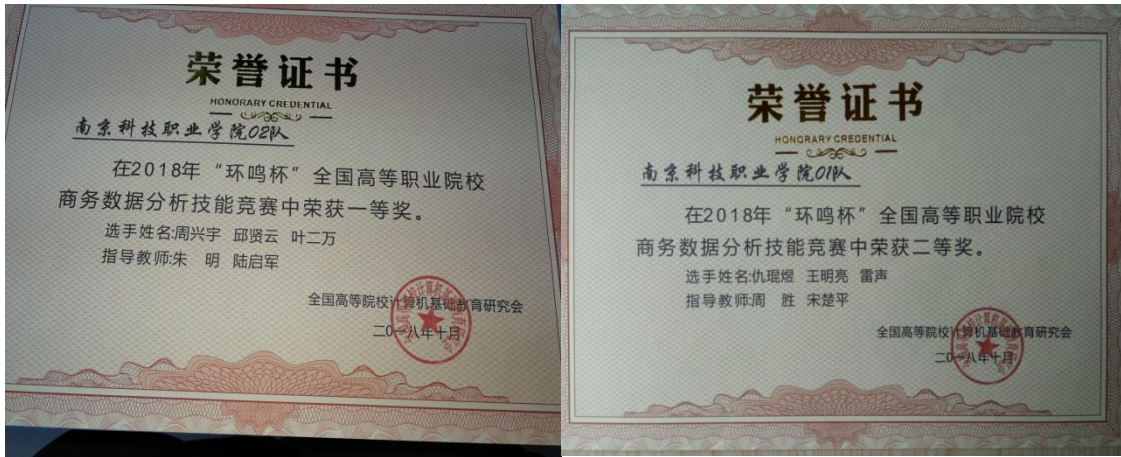 荣誉证书
HONORARY CREDENTIAL
南京科技职业学院02队
在2018年“环鸣杯”全国高等职业院校
商务数据分析技能竞赛中荣获一等奖。
选手姓名:周兴宇 邱贤云 叶二万
指导教师:朱 明 陆启军
全国高等院校计算机基础教育研究会
二0一八年十月
荣誉证书
HONORARY CREDENTIAL
南京科技职业学院01队
在2018年“环鸣杯”全国高等职业院校
商务数据分析技能竞赛中荣获二等奖。
选手姓名:仇琨煜 王明亮 雷声
指导教师:周 胜 宋楚平
全国高等院校计算机基础教育研究会
二0一八年十月